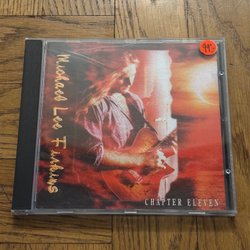 Michael Lee Firkins
CHAPTER ELEVEN